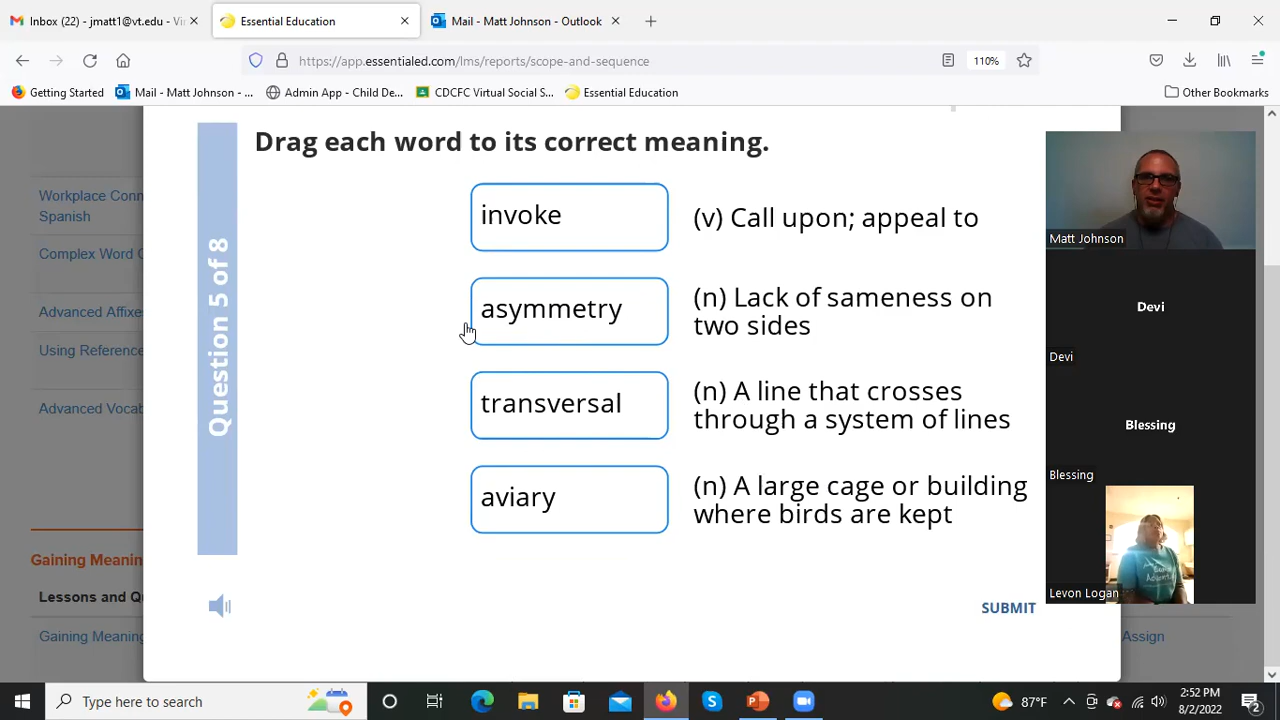 Inbox (22) - jmatt1@vt.edu - Vi
Essential Education
Mail - Matt Johnson - Outlook
https://app.essentialed.com/lms/reports/scope-and-sequence
110%
Getting Started
Mail - Matt Johnson - ...
Admin App - Child De...
CDCFC Virtual Social S...
Essential Education
Other Bookmarks
Drag each word to its correct meaning.
Question 5 of 8
invoke
(v) Call upon; appeal to
asymmetry
(n) Lack of sameness on
two sides
transversal
(n) A line that crosses
through a system of lines
aviary
(n) A large cage or building
where birds are kept
SUBMIT
Workplace Conn
Spanish
Complex Word
Advanced Affixe
Using Reference
Advanced Vocab
Gaining Meanin
Lessons and Qu
Gaining Meaning
Assign
Matt Johnson
Devi
Devi
Blessing
Blessing
Levon Logan
Type here to search
87°F
2:52 PM
8/2/2022
2